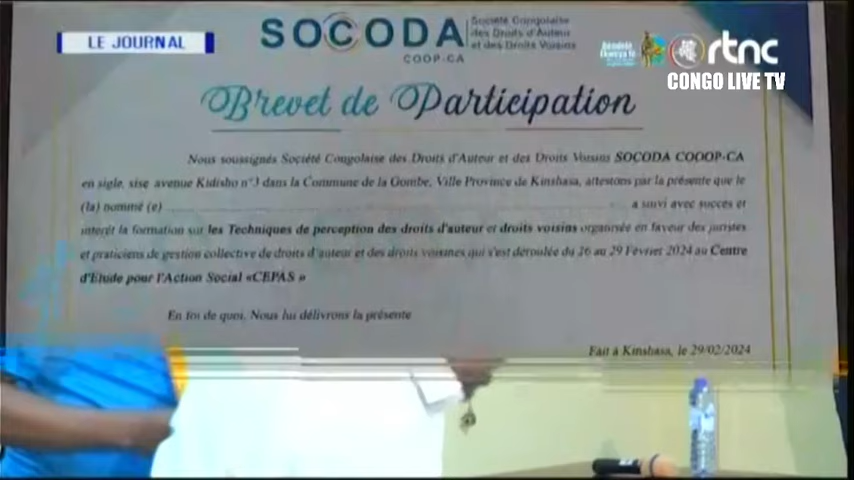 LE JOURNAL
SOCODA
COOP-CA
Société Congolaise
des Droits d'Auteur
et des Droits Voisins
rtnc
CONGO LIVE TV
Brevet de Participation
Nous soussignés Société Congolaise des Droits d'Auteur et des Droits Voisins SOCODA COOOP-CA
en sigle, sise avenue Kidisho n°3 dans la Commune de la Gombe, Ville Province de Kinshasa, attestons par la présente que le
(la) nommé (e) a suivi avec succès et
intérêt la formation sur les Techniques de perception des droits d'auteur et droits voisins organisée en faveur des juristes
et praticiens de gestion collective de droits d'auteur et des droits voisines qui s'est déroulée du 26 au 29 Février 2024 au Centre
d'Etude pour l'Action Social «CEPAS »
En foi de quoi, Nous lui délivrons la présente
Fait à Kinshasa, le 29/02/2024